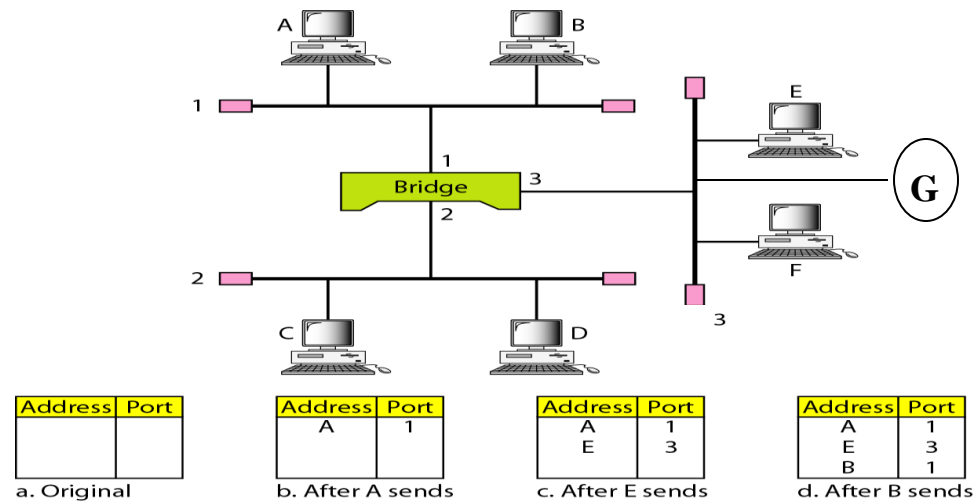 A
B
E
1
1
Bridge
3
G
2
2
F
3
C
D
Address Port
Address Port
A 1
Address Port
A 1
E 3
Address Port
A 1
E 3
B 1
a. Original
b. After A sends
c. After E sends
d. After B sends